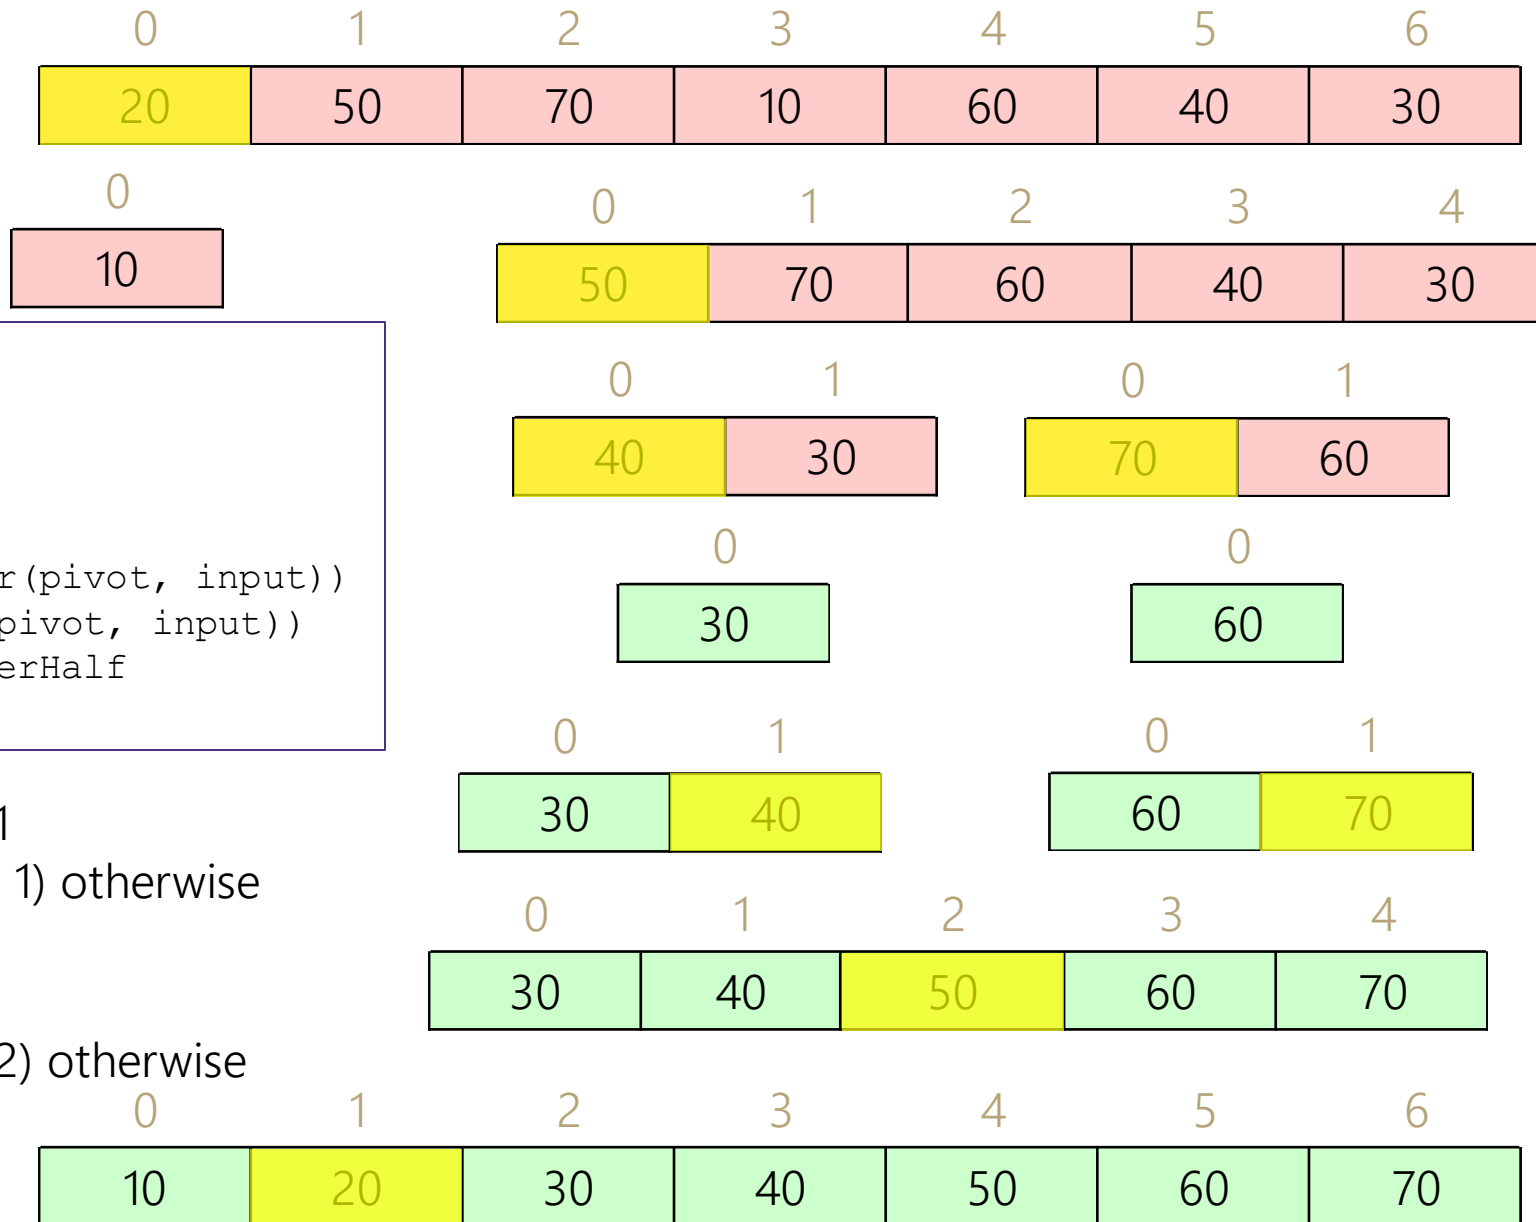 0 1 2 3 4 5 6
20 50 70 10 60 40 30
0
10
0 1 2 3 4
50 70 60 40 30
0 1 0 1
40 30 70 60
0 0
30 60
r(pivot, input))
pivot, input))
erHalf
0 1 0 1
30 40 60 70
1
1) otherwise
0 1 2 3 4
30 40 50 60 70
2) otherwise
0 1 2 3 4 5 6
10 20 30 40 50 60 70